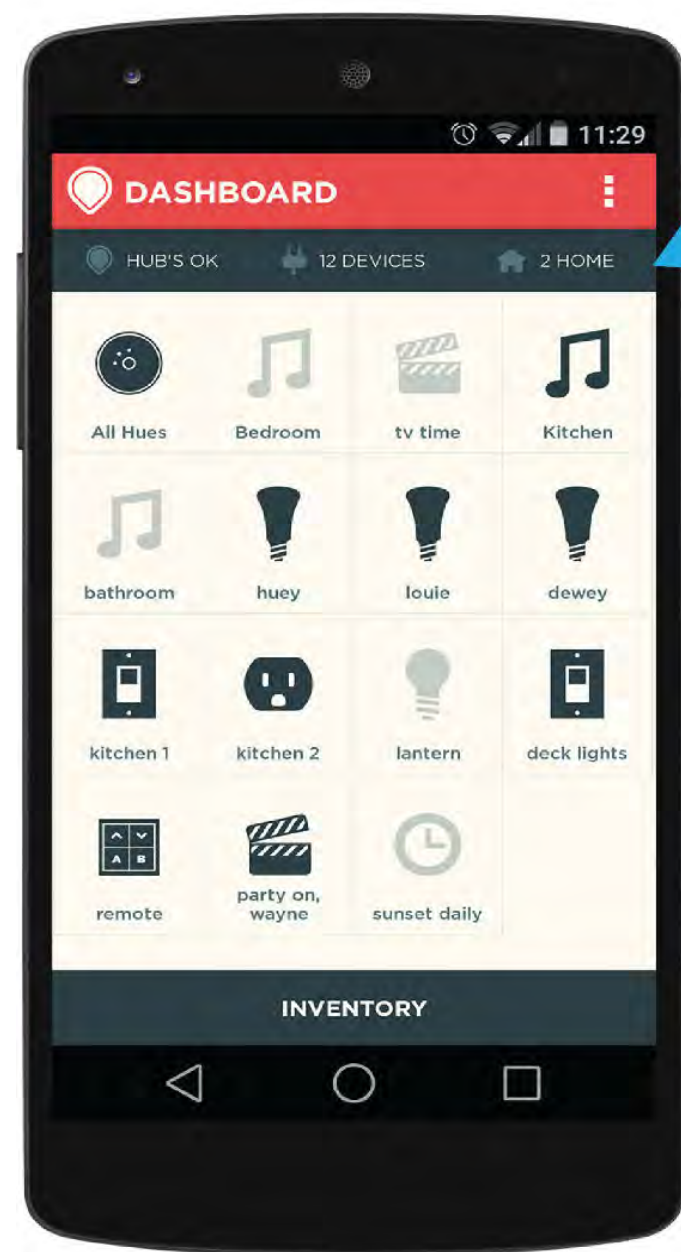 11:29
DASHBOARD
HUB'S OK 12 DEVICES 2 HOME
All Hues Bedroom tv time Kitchen
bathroom huey louie dewey
kitchen 1 kitchen 2 lantern deck lights
A B
remote party on, wayne sunset daily
INVENTORY